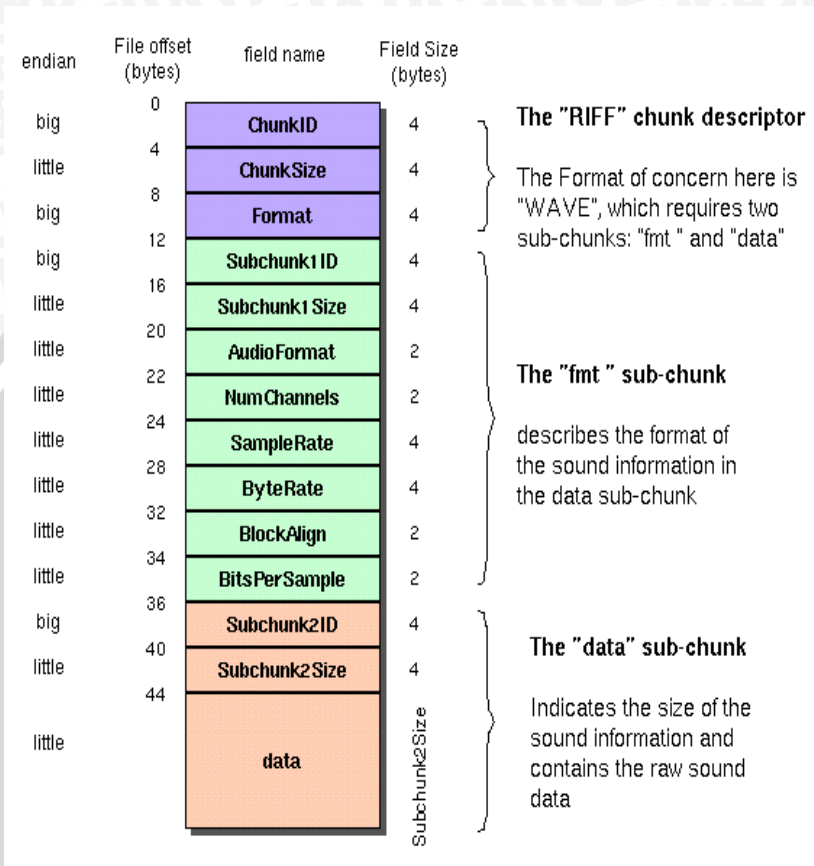 endian
File offset
(bytes)
field name
Field Size
(bytes)
0
big
ChunkID
4
4
little
ChunkSize
4
8
big
Format
4
12
big
Subchunk1ID
4
16
little
Subchunk1Size
4
20
little
AudioFormat
2
22
little
NumChannels
2
24
little
SampleRate
4
28
little
ByteRate
4
32
little
BlockAlign
2
34
little
BitsPerSample
2
36
big
Subchunk2ID
4
40
little
Subchunk2Size
4
44
little
data
Subchunk2Size
The "RIFF" chunk descriptor
The Format of concern here is
"WAVE", which requires two
sub-chunks: "fmt " and "data"
The "fmt " sub-chunk
describes the format of
the sound information in
the data sub-chunk
The "data" sub-chunk
Indicates the size of the
sound information and
contains the raw sound
data